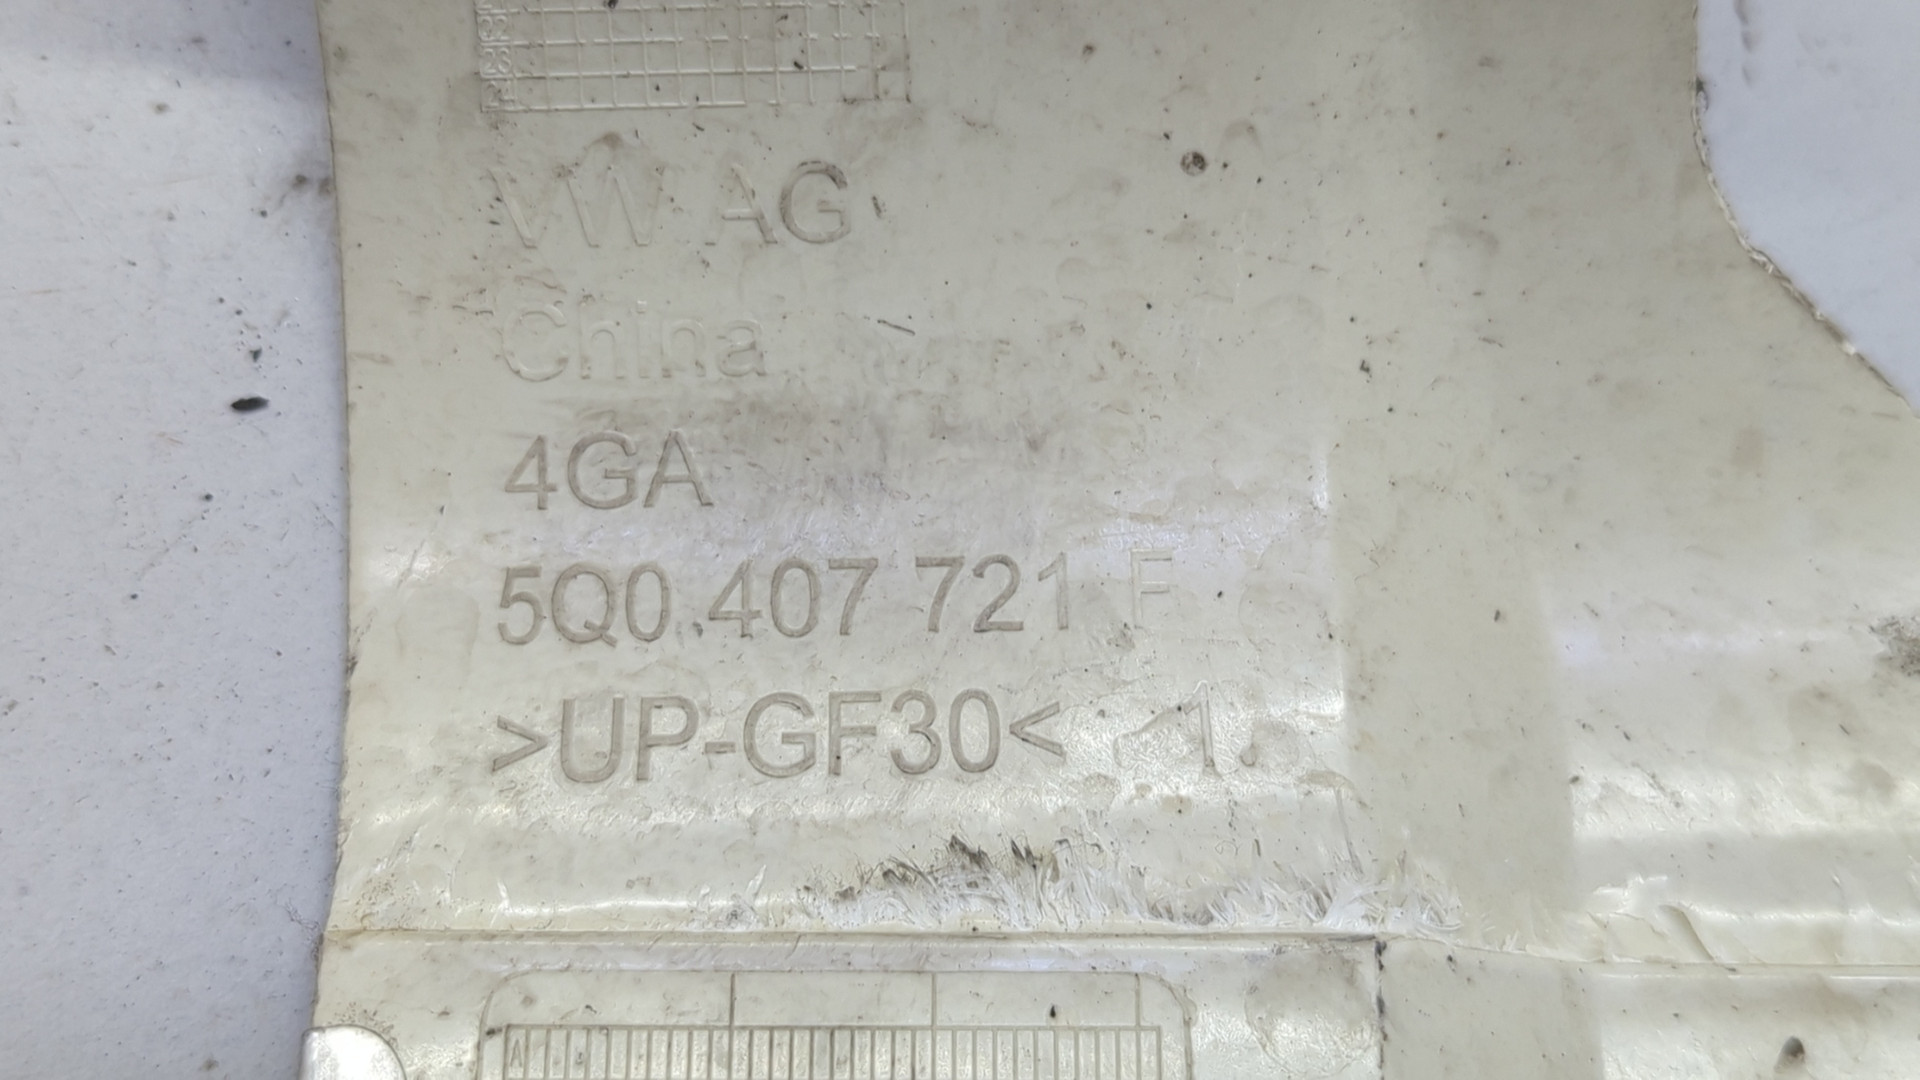 VW AG
China
4GA
5Q0 407 721 F
>UP-GF30< 1.
A